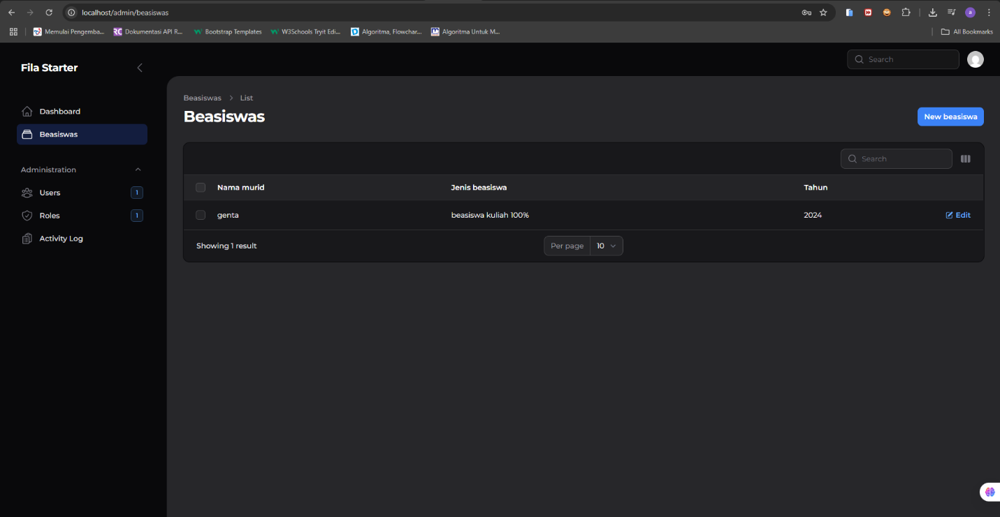 localhost/admin/beasiswas
Memulai Pengemba... Dokumentasi API R... Bootstrap Templates W3Schools Tryit Edi... Algoritma, Flowchar... Algoritma Untuk M... All Bookmarks
Fila Starter
Search
Dashboard
Beasiswas
Administration
Users 1
Roles 1
Activity Log
Beasiswas > List
Beasiswas
New beasiswa
Search
Nama murid Jenis beasiswa Tahun
genta beasiswa kuliah 100% 2024 Edit
Showing 1 result Per page 10